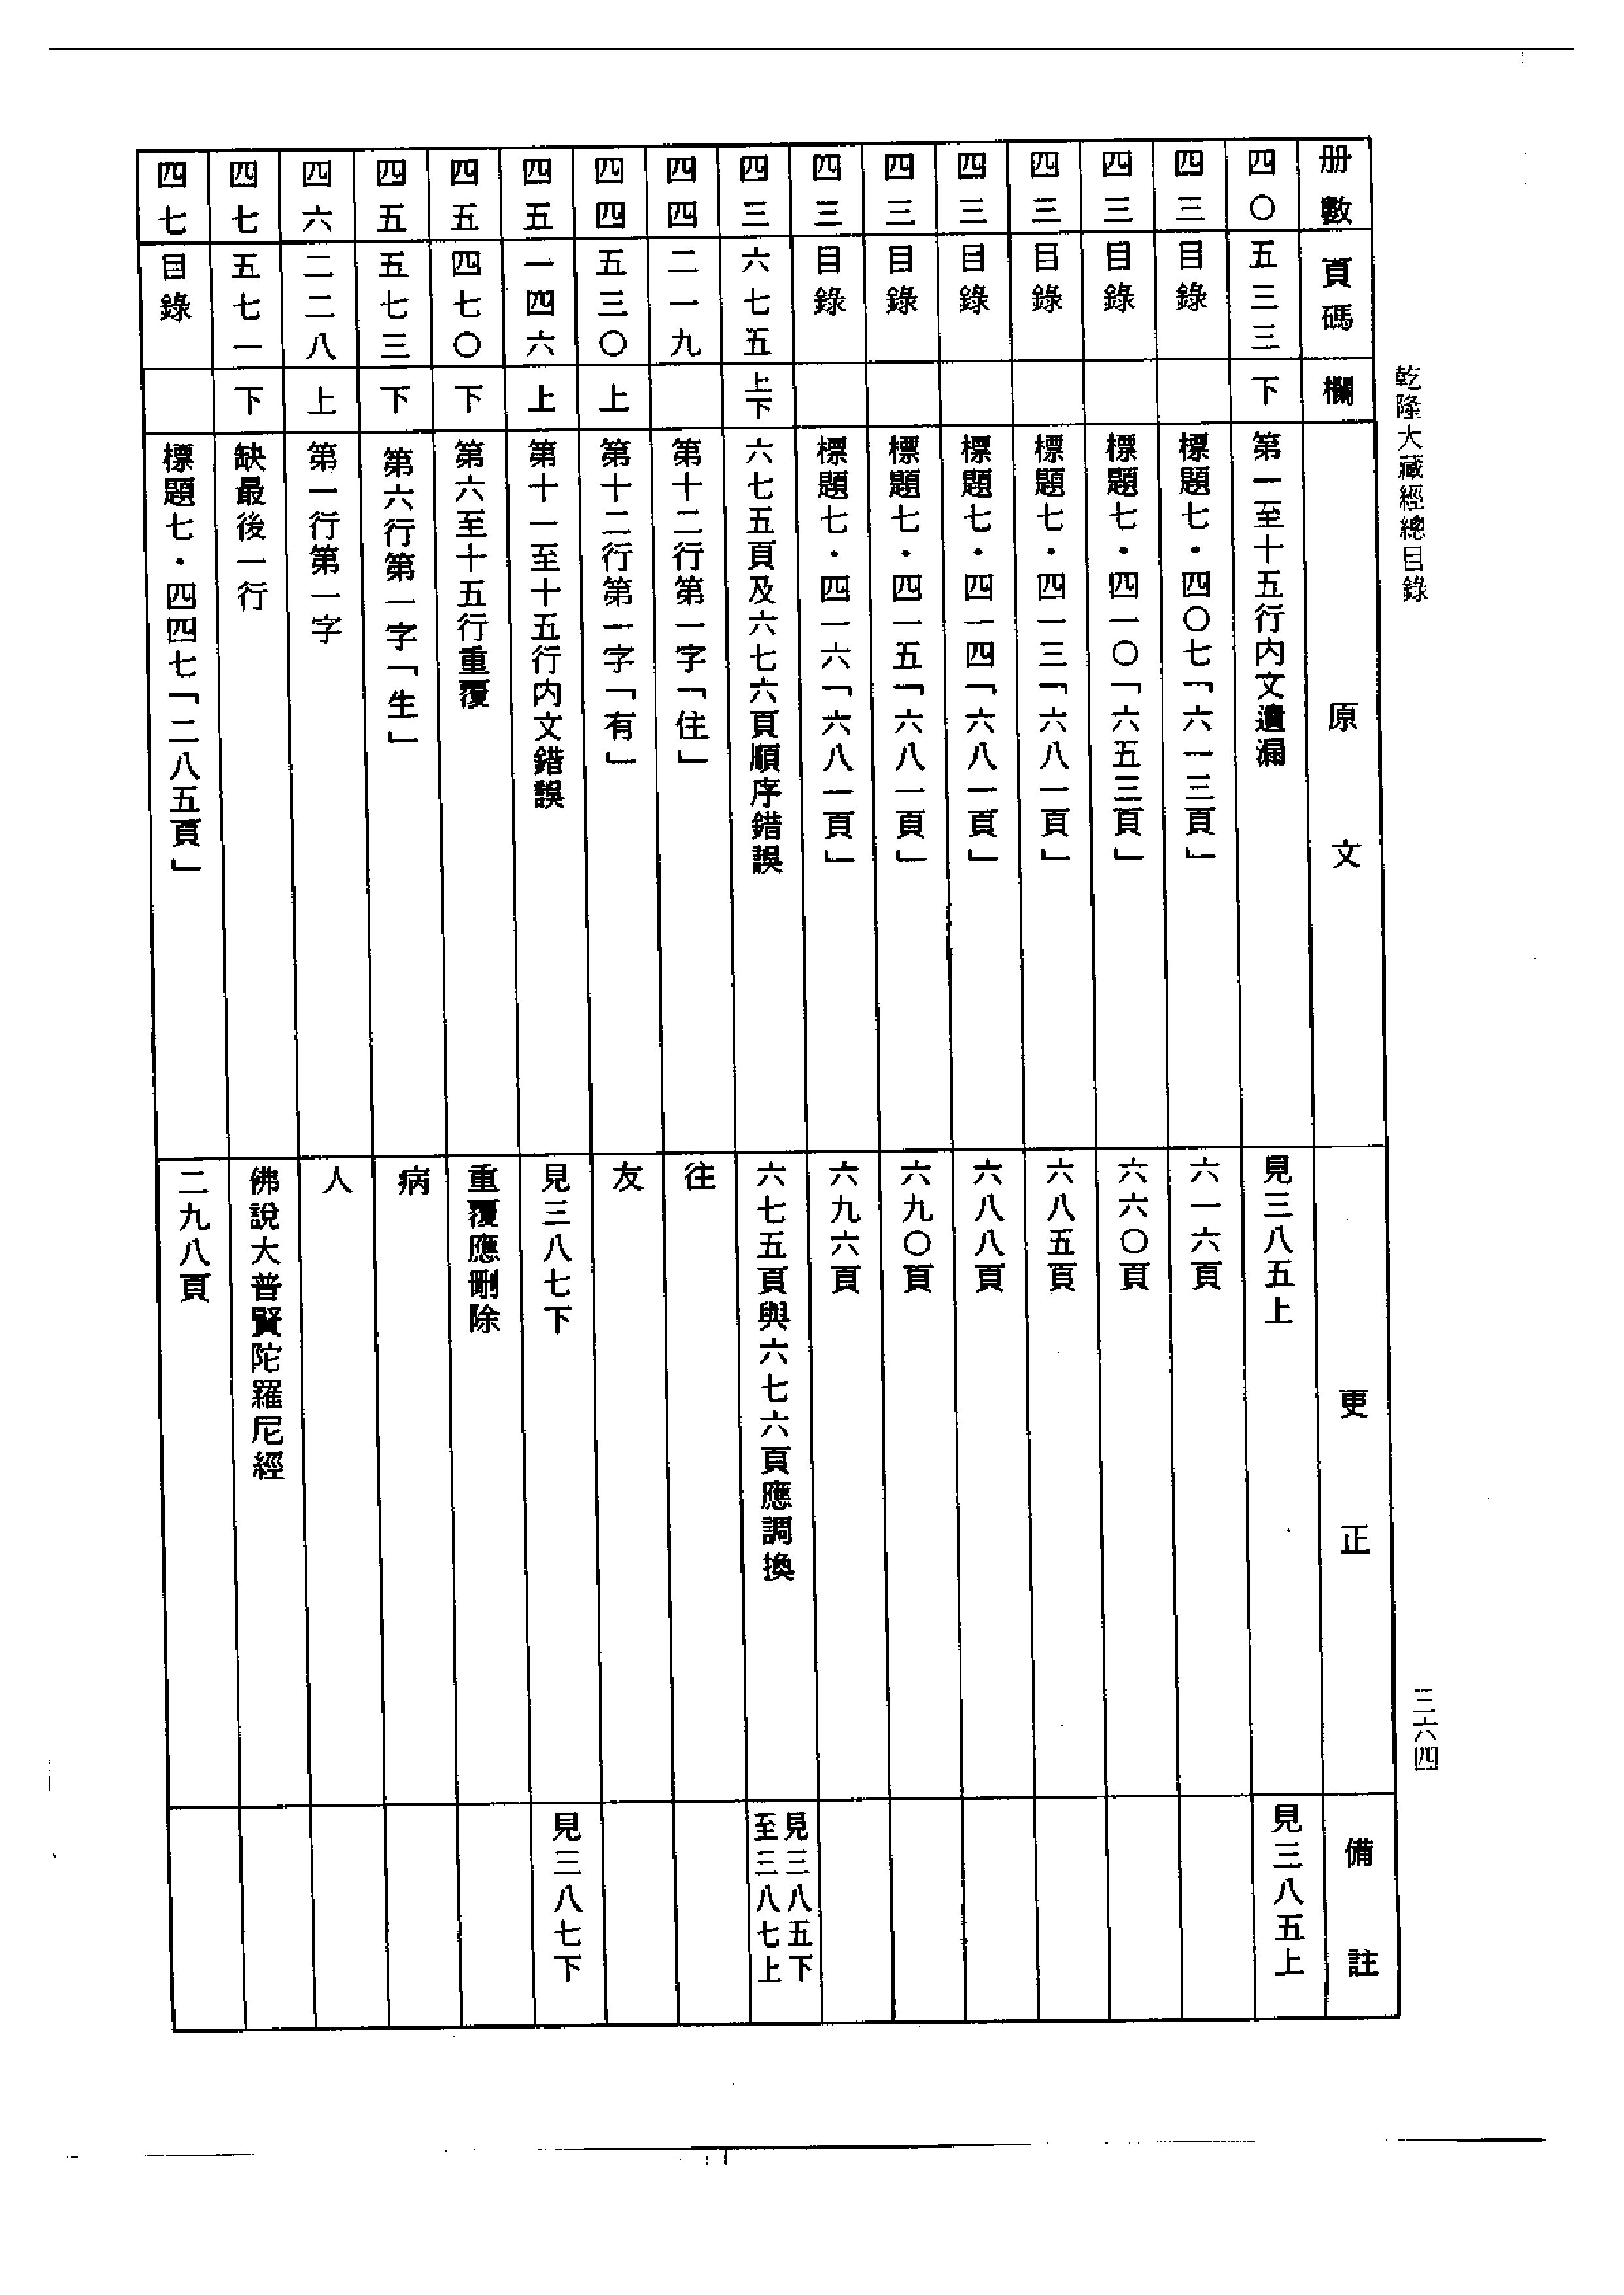 乾隆大藏經總目錄
三六四
册數 頁碼 欄 原文 更正 備註
四〇 五三三 下 第一至十五行内文遺漏 見三八五上 見三八五上
四三 目錄 標題七・四〇七「六一三頁」 六一六頁
四三 目錄 標題七・四一〇「六五三頁」 六六〇頁
四三 目錄 標題七・四一三「六八一頁」 六八五頁
四三 目錄 標題七・四一四「六八一頁」 六八八頁
四三 目錄 標題七・四一五「六八一頁」 六九〇頁
四三 目錄 標題七・四一六「六八一頁」 六九六頁
四三 六七五 上下 六七五頁及六七六頁順序錯誤 六七五頁與六七六頁應調換 見三八五下至三八七上
四四 二一九 第十二行第一字「住」 往
四四 五三〇 上 第十二行第一字「有」 友
四五 一四六 上 第十一至十五行内文錯誤 見三八七下 見三八七下
四五 四七〇 下 第六至十五行重覆 重覆應刪除
四五 五七三 下 第六行第一字「生」 病
四六 二二八 上 第一行第一字 人
四七 五七一 下 缺最後一行 佛說大普賢陀羅尼經
四七 目錄 標題七・四四七「二八五頁」 二九八頁